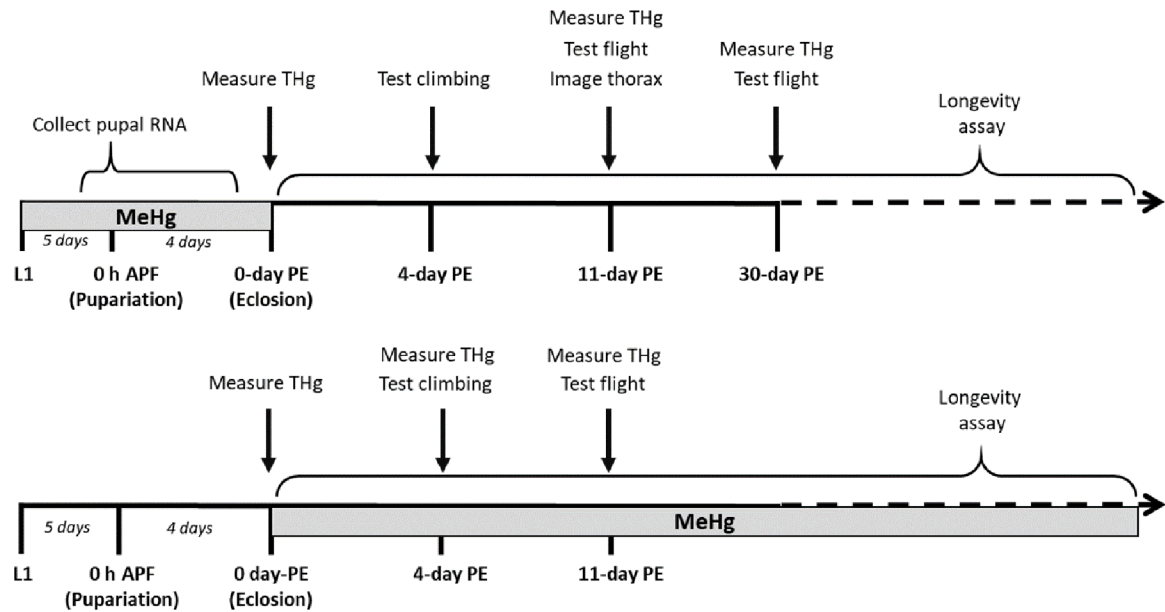 Measure THg
Test flight
Image thorax
Measure THg
Test flight
Measure THg
Test climbing
Longevity
assay
Collect pupal RNA
MeHg
5 days
4 days
L1
0 h APF
(Pupariation)
0-day PE
(Eclosion)
4-day PE
11-day PE
30-day PE
Measure THg
Measure THg
Test climbing
Measure THg
Test flight
Longevity
assay
MeHg
5 days
4 days
L1
0 h APF
(Pupariation)
0 day-PE
(Eclosion)
4-day PE
11-day PE